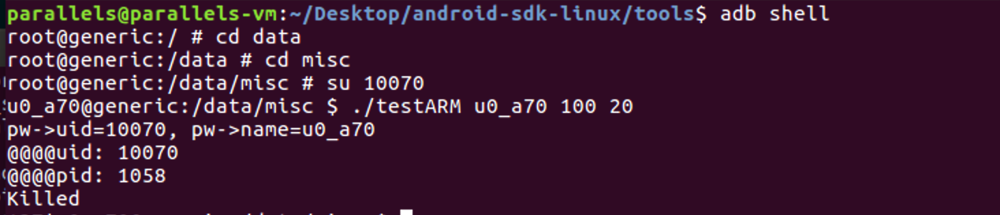 parallels@parallels-vm:~/Desktop/android-sdk-linux/tools$ adb shell
root@generic:/ # cd data
root@generic:/data # cd misc
root@generic:/data/misc # su 10070
u0_a70@generic:/data/misc $ ./testARM u0_a70 100 20
pw->uid=10070, pw->name=u0_a70
@@@@uid: 10070
@@@@pid: 1058
Killed